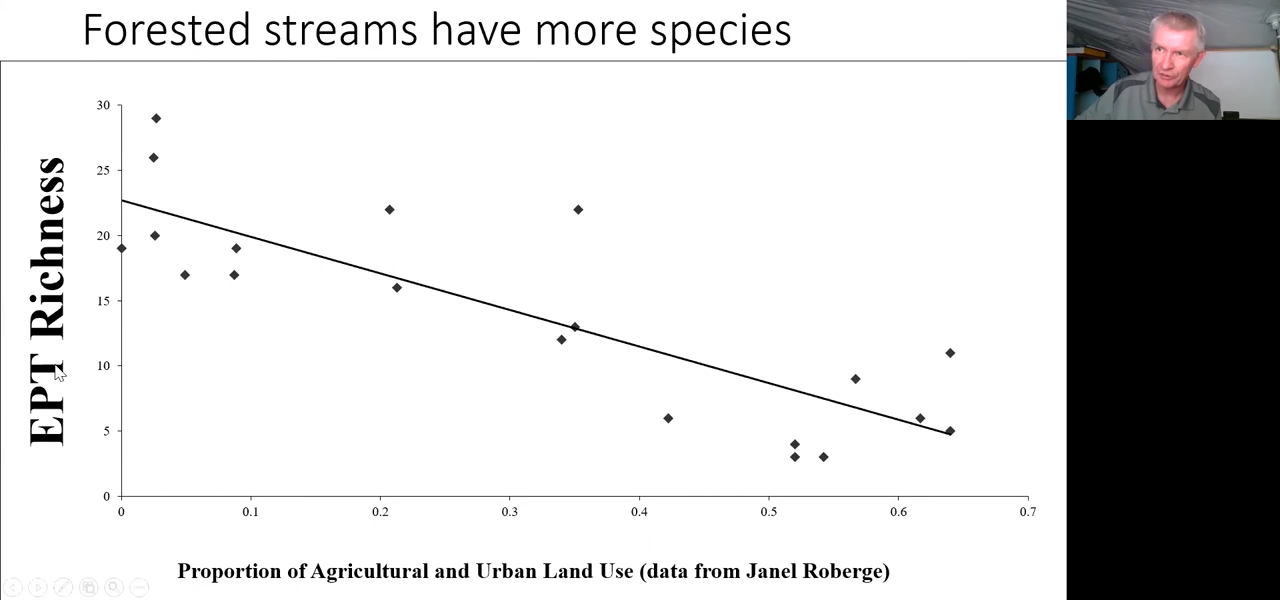 Forested streams have more species
EPT Richness
30
25
20
15
10
5
0
0 0.1 0.2 0.3 0.4 0.5 0.6 0.7
Proportion of Agricultural and Urban Land Use (data from Janel Roberge)